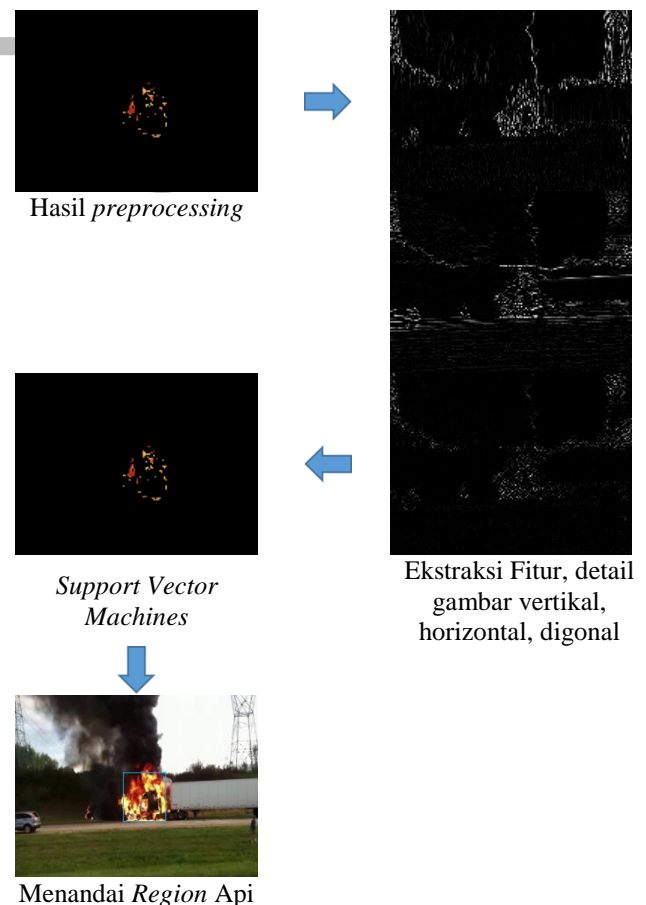 Hasil preprocessing
Ekstraksi Fitur, detail
gambar vertikal,
horizontal, digonal
Support Vector
Machines
Menandai Region Api